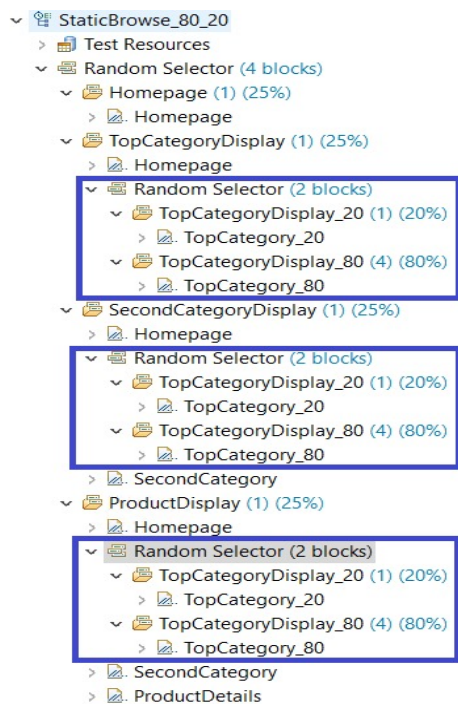 StaticBrowse_80_20
Test Resources
Random Selector (4 blocks)
Homepage (1) (25%)
Homepage
TopCategoryDisplay (1) (25%)
Homepage
Random Selector (2 blocks)
TopCategoryDisplay_20 (1) (20%)
TopCategory_20
TopCategoryDisplay_80 (4) (80%)
TopCategory_80
SecondCategoryDisplay (1) (25%)
Homepage
Random Selector (2 blocks)
TopCategoryDisplay_20 (1) (20%)
TopCategory_20
TopCategoryDisplay_80 (4) (80%)
TopCategory_80
SecondCategory
ProductDisplay (1) (25%)
Homepage
Random Selector (2 blocks)
TopCategoryDisplay_20 (1) (20%)
TopCategory_20
TopCategoryDisplay_80 (4) (80%)
TopCategory_80
SecondCategory
ProductDetails